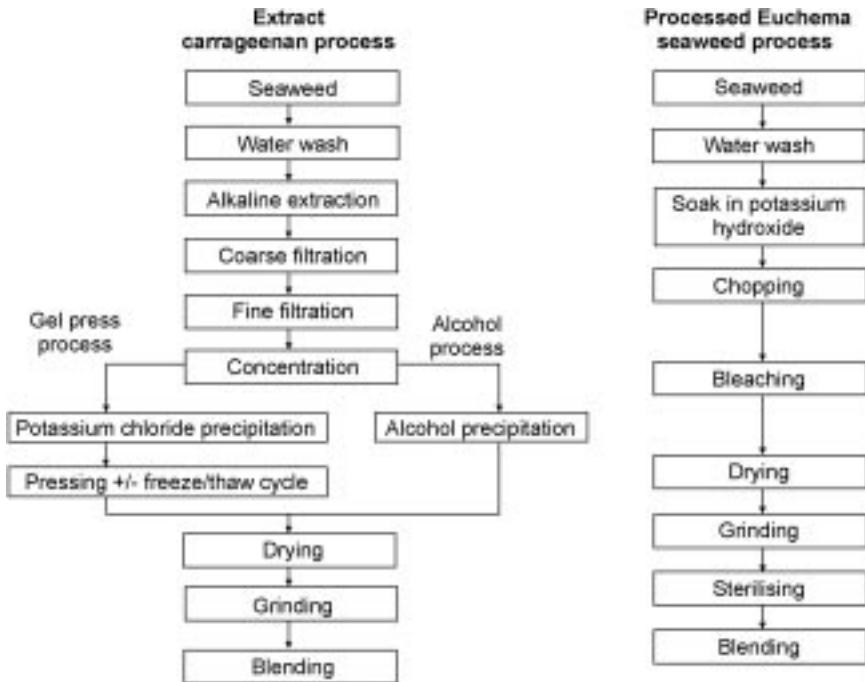 Extract
carrageenan process
Seaweed
Water wash
Alkaline extraction
Coarse filtration
Fine filtration
Gel press
process
Alcohol
process
Concentration
Potassium chloride precipitation
Alcohol precipitation
Pressing +/- freeze/thaw cycle
Drying
Grinding
Blending
Processed Euchema
seaweed process
Seaweed
Water wash
Soak in potassium
hydroxide
Chopping
Bleaching
Drying
Grinding
Sterilising
Blending